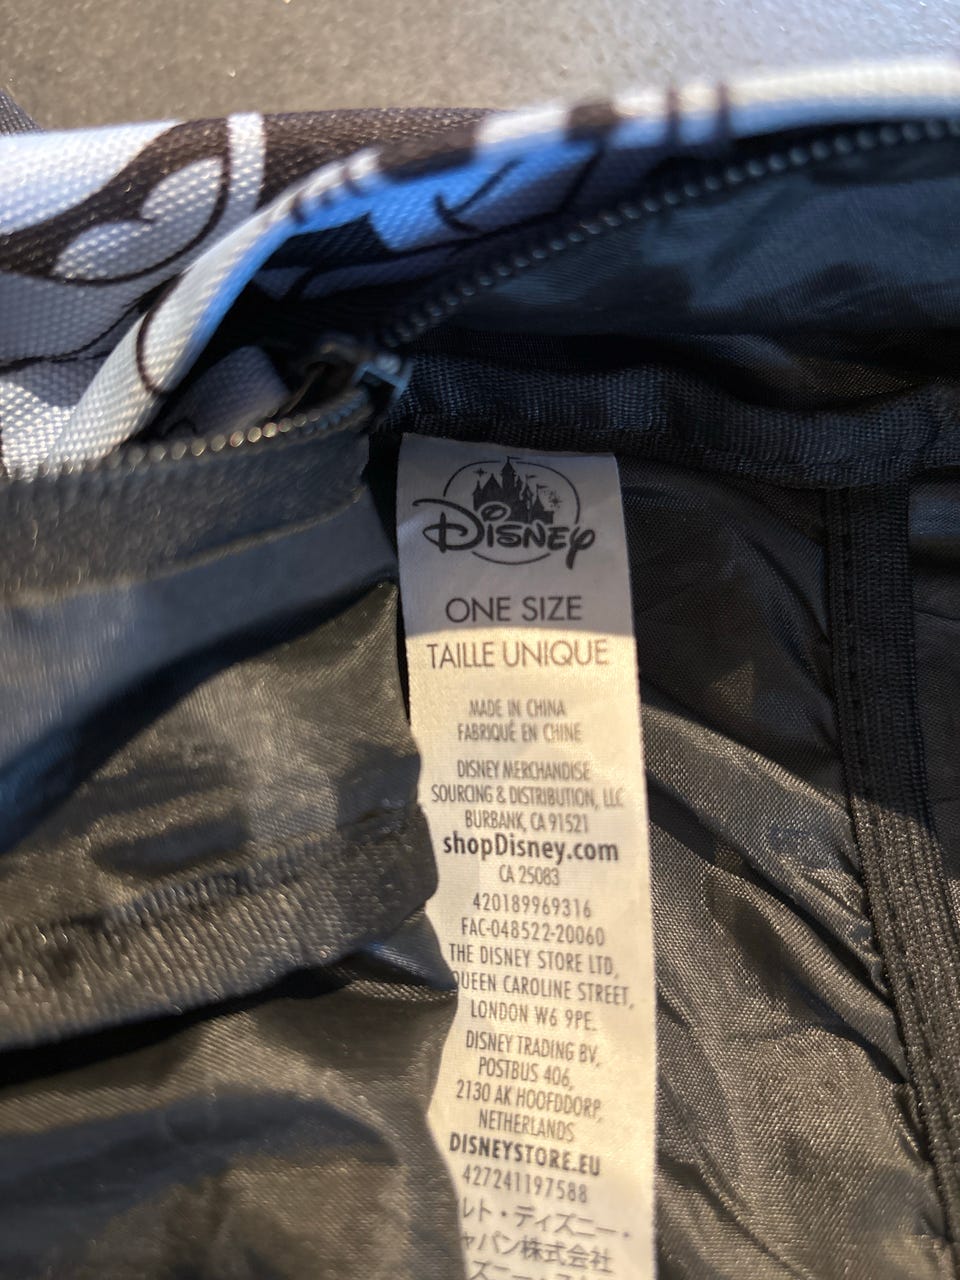 Disney
ONE SIZE
TAILLE UNIQUE
MADE IN CHINA
FABRIQUÉ EN CHINE
DISNEY MERCHANDISE
SOURCING & DISTRIBUTION, LLC
BURBANK, CA 91521
shopDisney.com
CA 25083
420189969316
FAC-048522-20060
THE DISNEY STORE LTD,
QUEEN CAROLINE STREET,
LONDON W6 9PE.
DISNEY TRADING BV,
POSTBUS 406,
2130 AK HOOFDDORP,
NETHERLANDS
DISNEYSTORE.EU
427241197588
ルト・ディズニー・
ャパン株式会社